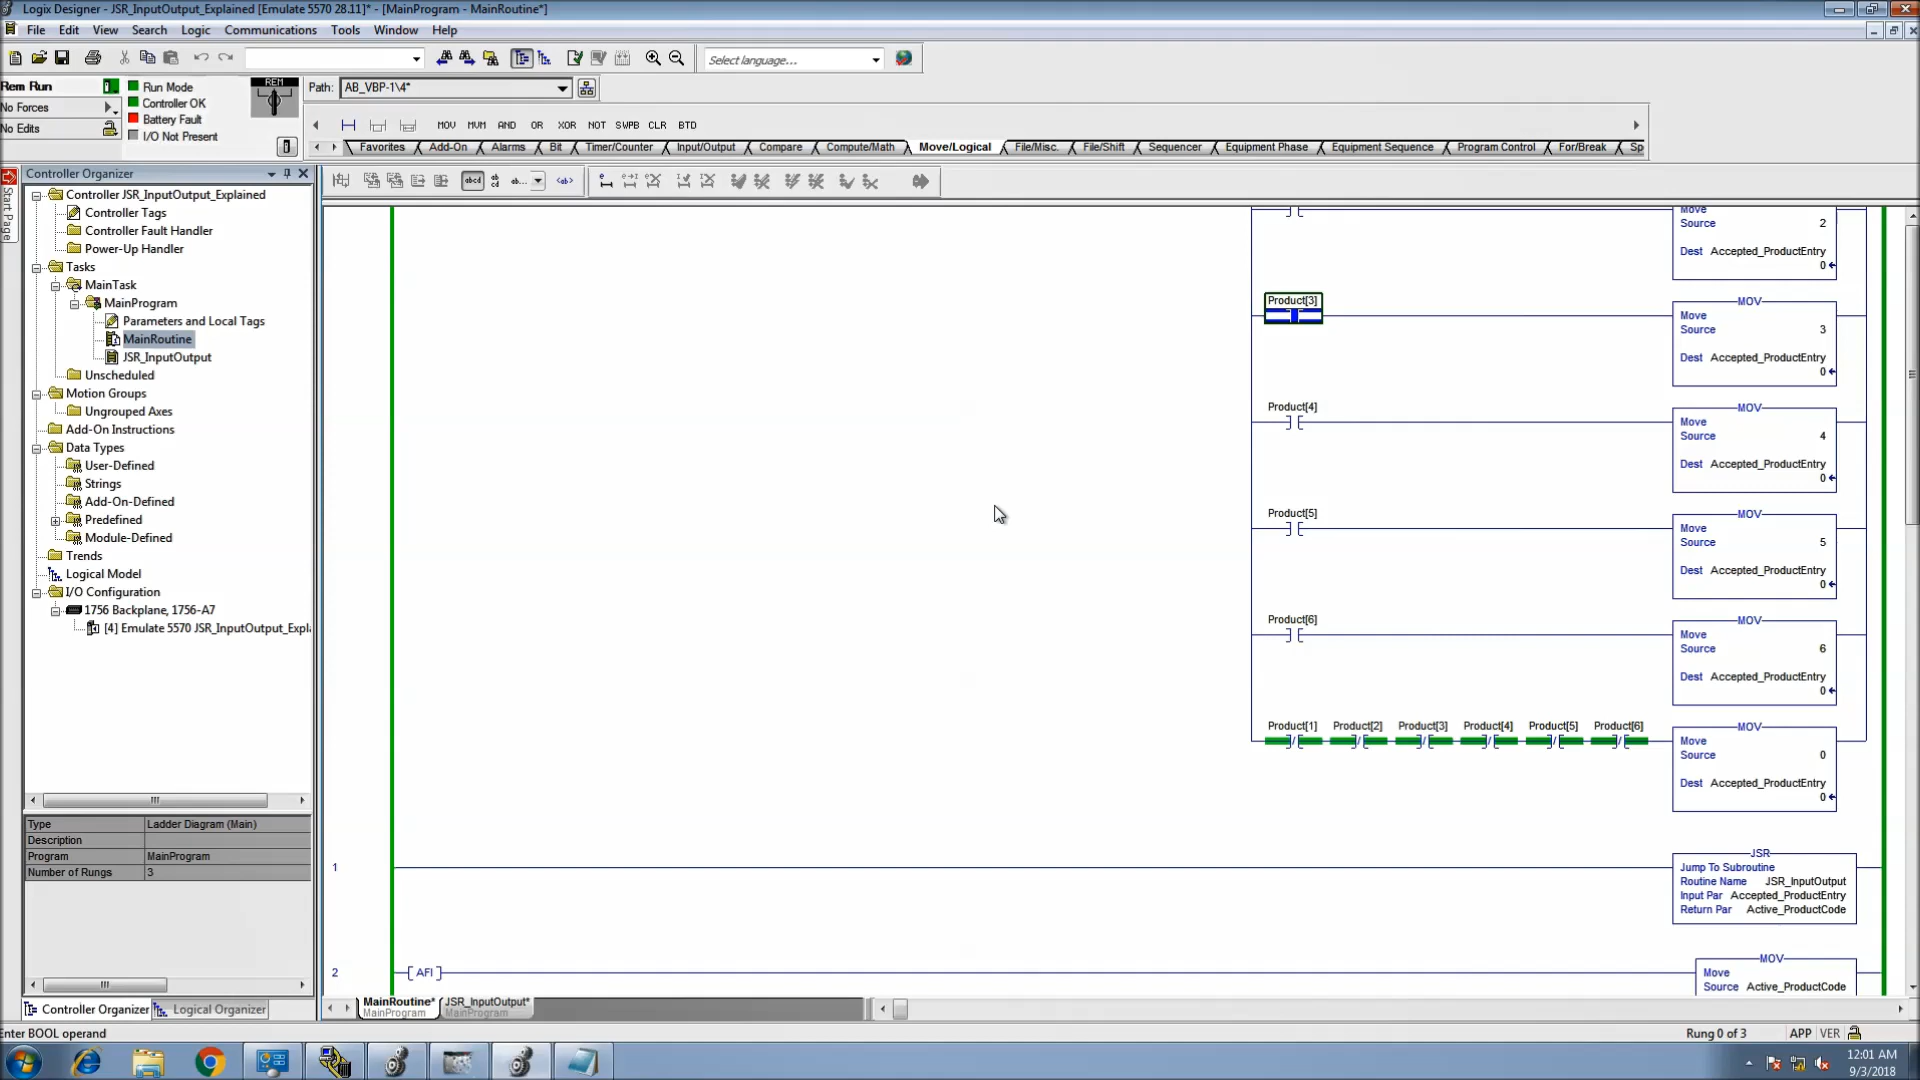 Logix Designer - JSR_InputOutput_Explained [Emulate 5570 28.11]* - [MainProgram - MainRoutine*]
File Edit View Search Logic Communications Tools Window Help
Select language...
Rem Run
No Forces
No Edits
Run Mode
Controller OK
Battery Fault
I/O Not Present
REM
Path: AB_VBP-1\4*
MOV MVM AND OR XOR NOT SWPB CLR BTD
Favorites Add-On Alarms Bit Timer/Counter Input/Output Compare Compute/Math Move/Logical File/Misc. File/Shift Sequencer Equipment Phase Equipment Sequence Program Control For/Break Sp
Start Page
Controller Organizer
Controller JSR_InputOutput_Explained
Controller Tags
Controller Fault Handler
Power-Up Handler
Tasks
MainTask
MainProgram
Parameters and Local Tags
MainRoutine
JSR_InputOutput
Unscheduled
Motion Groups
Ungrouped Axes
Add-On Instructions
Data Types
User-Defined
Strings
Add-On-Defined
Predefined
Module-Defined
Trends
Logical Model
I/O Configuration
1756 Backplane, 1756-A7
[4] Emulate 5570 JSR_InputOutput_Expl
Type Ladder Diagram (Main)
Description
Program MainProgram
Number of Rungs 3
Controller Organizer Logical Organizer
Move
Source 2
Dest Accepted_ProductEntry
0
Product[3]
MOV
Move
Source 3
Dest Accepted_ProductEntry
0
Product[4]
MOV
Move
Source 4
Dest Accepted_ProductEntry
0
Product[5]
MOV
Move
Source 5
Dest Accepted_ProductEntry
0
Product[6]
MOV
Move
Source 6
Dest Accepted_ProductEntry
0
Product[1] Product[2] Product[3] Product[4] Product[5] Product[6]
MOV
Move
Source 0
Dest Accepted_ProductEntry
0
1
JSR
Jump To Subroutine
Routine Name JSR_InputOutput
Input Par Accepted_ProductEntry
Return Par Active_ProductCode
2
AFI
MOV
Move
Source Active_ProductCode
MainRoutine*
MainProgram
JSR_InputOutput*
MainProgram
Enter BOOL operand
Rung 0 of 3 APP VER
12:01 AM
9/3/2018